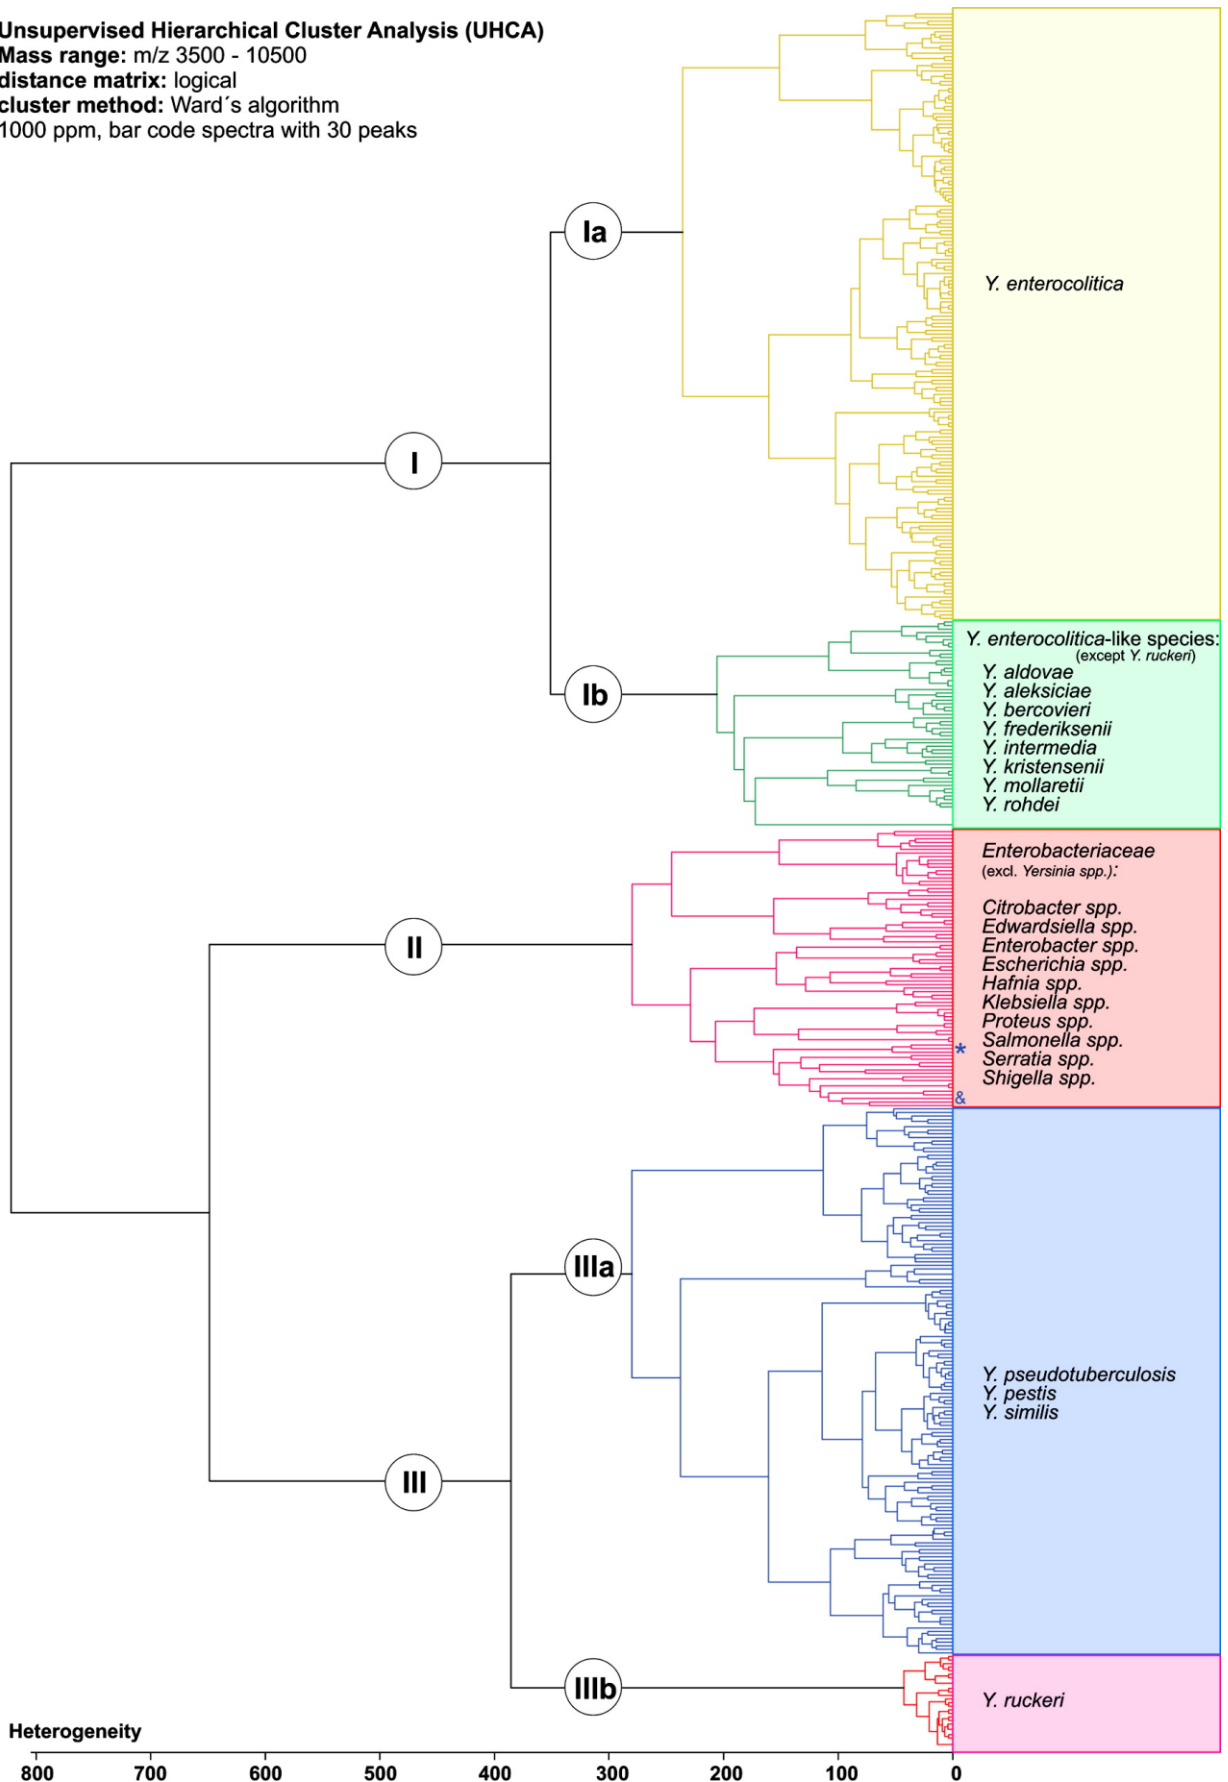 Unsupervised Hierarchical Cluster Analysis (UHCA)
Mass range: m/z 3500 - 10500
distance matrix: logical
cluster method: Ward´s algorithm
1000 ppm, bar code spectra with 30 peaks
Ia
Y. enterocolitica
I
Ib
Y. enterocolitica-like species:
(except Y. ruckeri)
Y. aldovae
Y. aleksiciae
Y. bercovieri
Y. frederiksenii
Y. intermedia
Y. kristensenii
Y. mollaretii
Y. rohdei
II
Enterobacteriaceae
(excl. Yersinia spp.):
Citrobacter spp.
Edwardsiella spp.
Enterobacter spp.
Escherichia spp.
Hafnia spp.
Klebsiella spp.
Proteus spp.
Salmonella spp.
*
Serratia spp.
Shigella spp.
&
IIIa
Y. pseudotuberculosis
Y. pestis
Y. similis
III
IIIb
Y. ruckeri
Heterogeneity
800 700 600 500 400 300 200 100 0